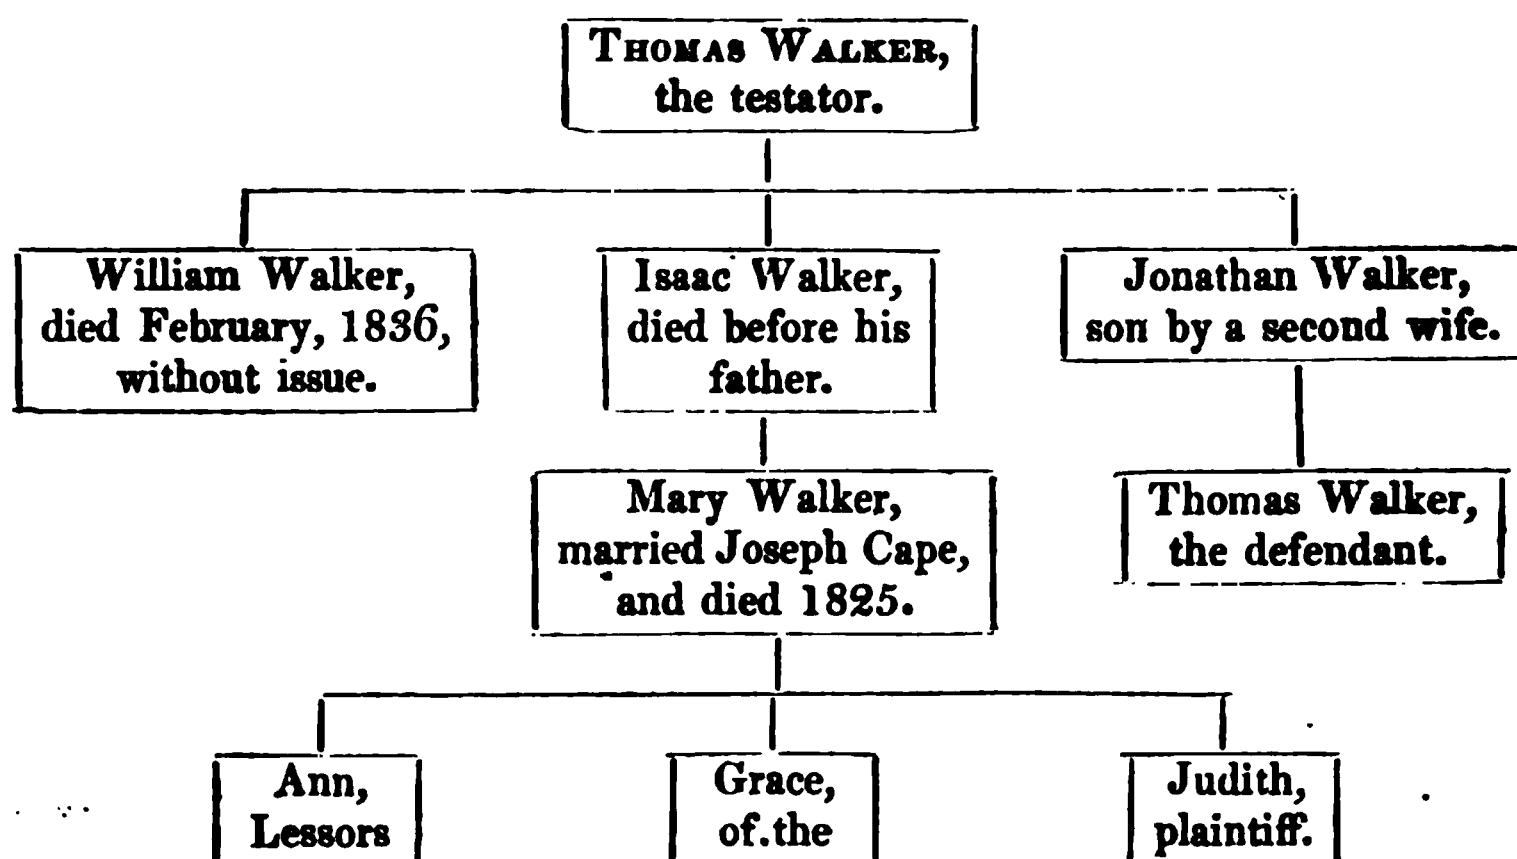 THOMAS WALKER,
the testator.
William Walker,
died February, 1836,
without issue.
Isaac Walker,
died before his
father.
Jonathan Walker,
son by a second wife.
Mary Walker,
married Joseph Cape,
and died 1825.
Thomas Walker,
the defendant.
Ann,
Lessors
Grace,
of.the
Judith,
plaintiff.